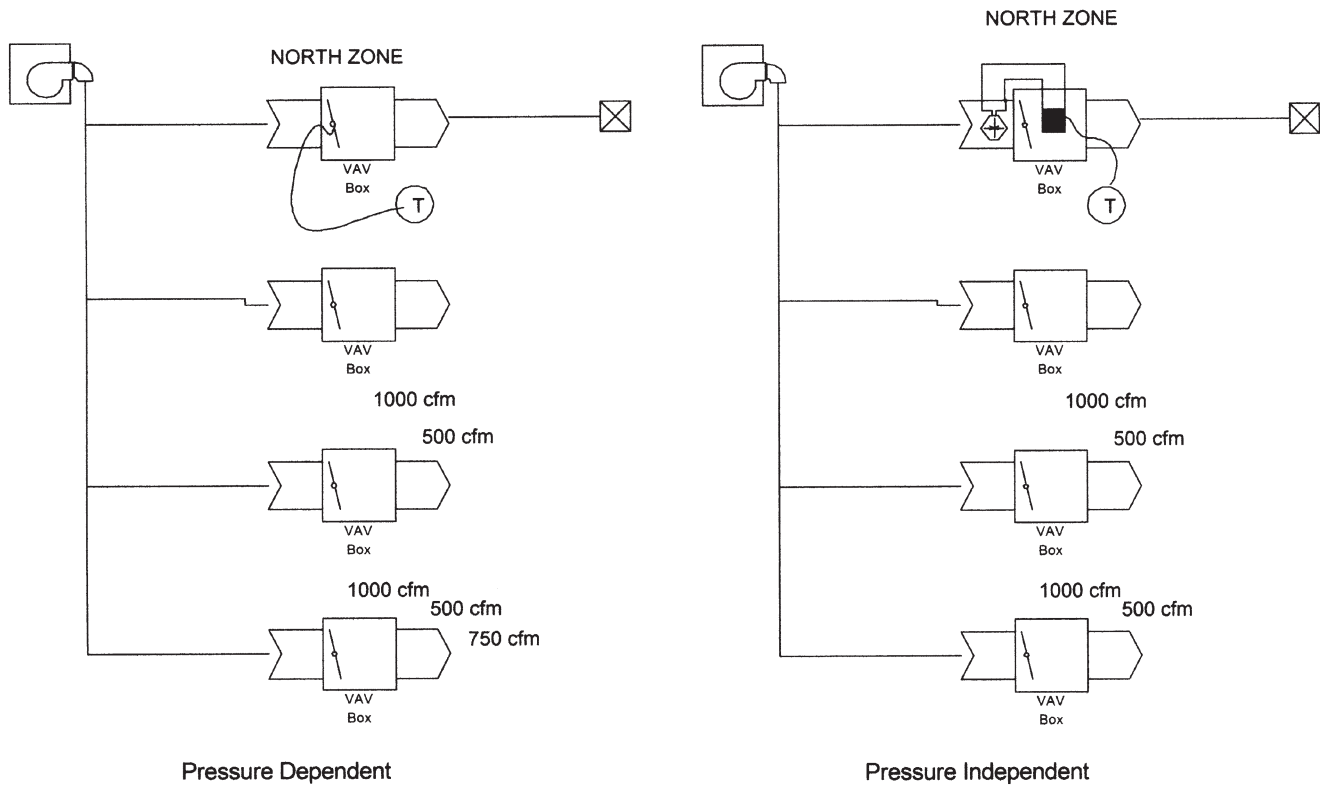 NORTH ZONE
VAV
Box
T
VAV
Box
1000 cfm
500 cfm
VAV
Box
1000 cfm
500 cfm
750 cfm
VAV
Box
Pressure Dependent
NORTH ZONE
VAV
Box
T
VAV
Box
1000 cfm
500 cfm
VAV
Box
1000 cfm
500 cfm
VAV
Box
Pressure Independent